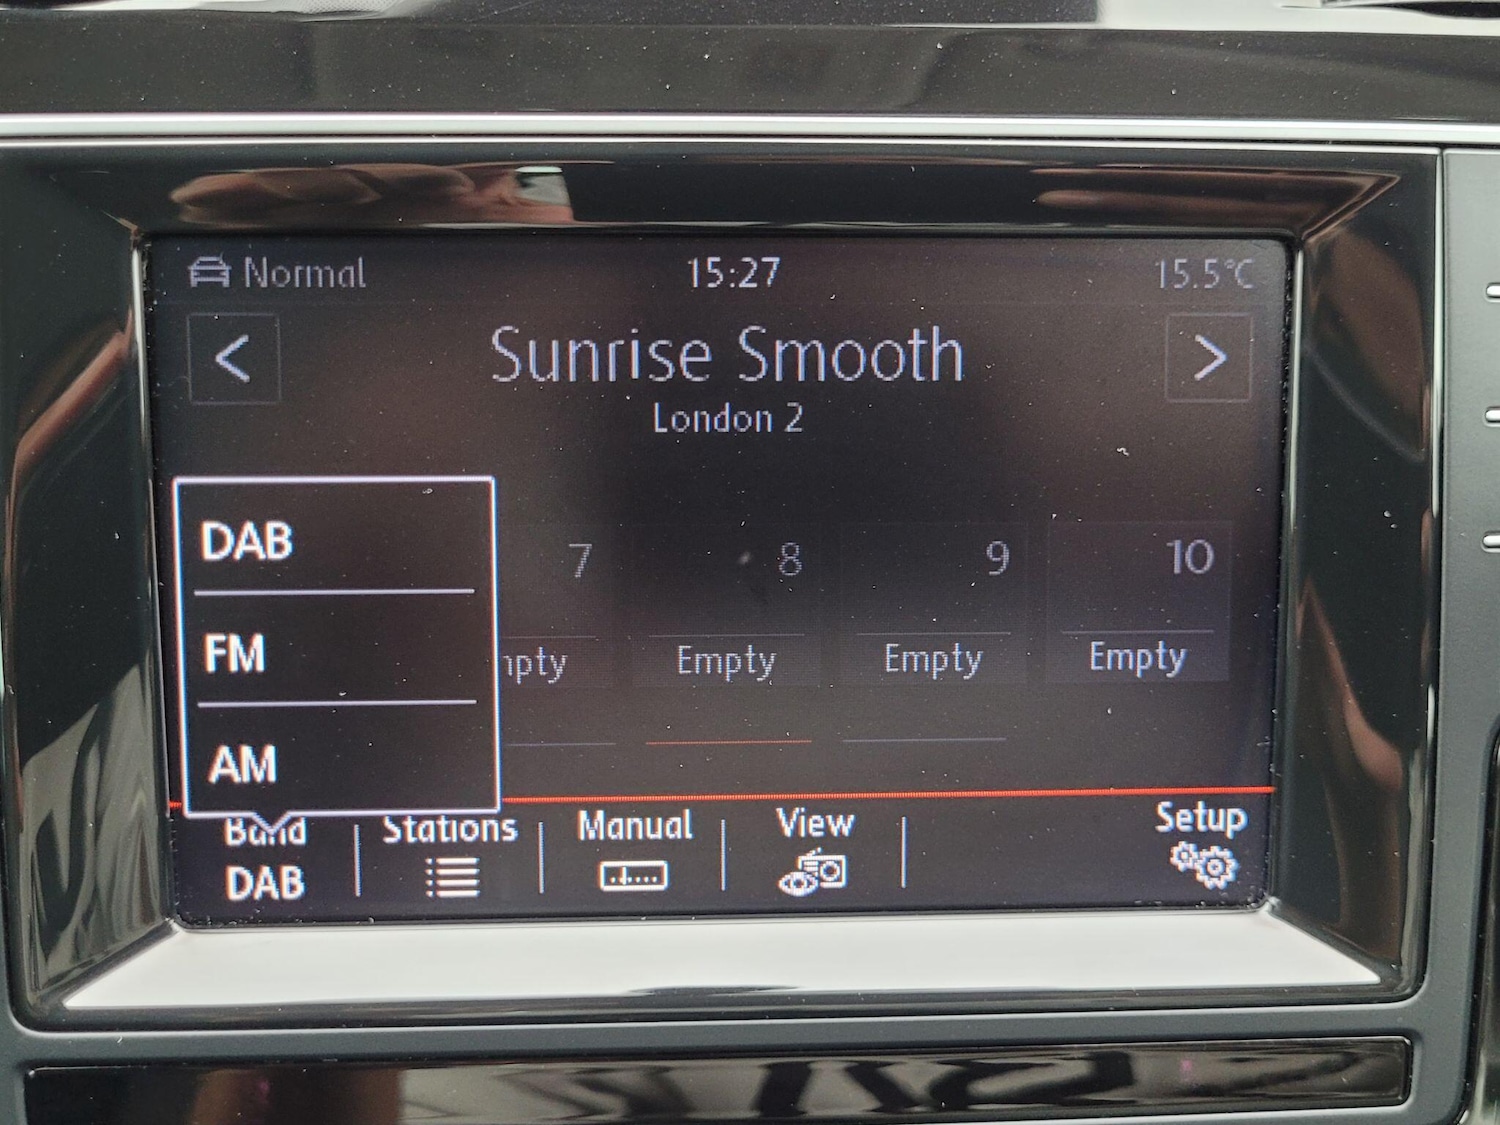 Normal 15:27 15.5°C
< Sunrise Smooth >
London 2
DAB
FM
AM
7 8 9 10
Empty Empty Empty
Band Stations Manual View Setup
DAB